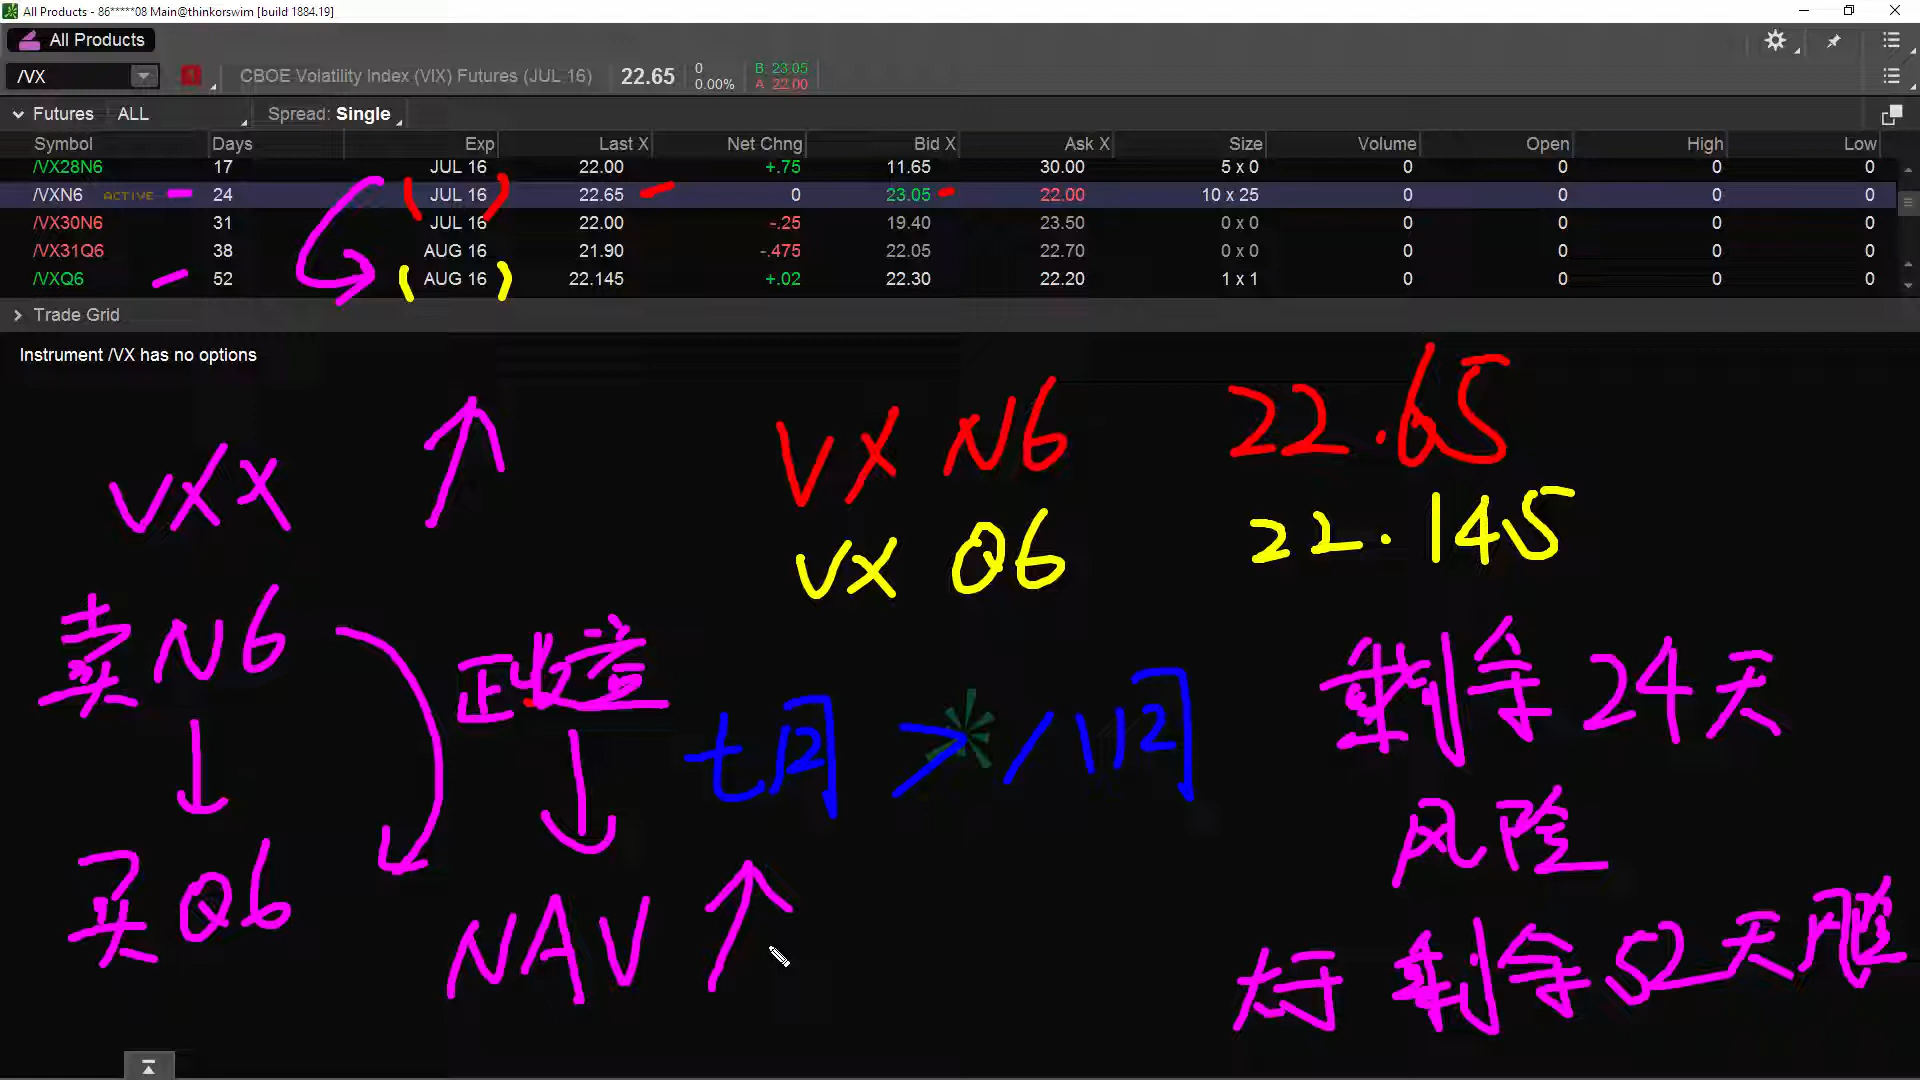 All Products - 86*****08 Main@thinkorswim [build 1884.19]
All Products
/VX 1 CBOE Volatility Index (VIX) Futures (JUL 16) 22.65 0 0.00% B: 23.05 A: 22.00
Futures ALL Spread: Single
Symbol Days Exp Last X Net Chng Bid X Ask X Size Volume Open High Low
/VX28N6 17 JUL 16 22.00 +.75 11.65 30.00 5 x 0 0 0 0 0
/VXN6 ACTIVE 24 JUL 16 22.65 0 23.05 22.00 10 x 25 0 0 0 0
/VX30N6 31 JUL 16 22.00 -.25 19.40 23.50 0 x 0 0 0 0 0
/VX31Q6 38 AUG 16 21.90 -.475 22.05 22.70 0 x 0 0 0 0 0
/VXQ6 52 AUG 16 22.145 +.02 22.30 22.20 1 x 1 0 0 0 0
Trade Grid
Instrument /VX has no options
VXX ↑
VX N6 22.65
VX Q6 22.145
卖N6
↓
买Q6
正收益
↓
NAV ↑
七月 > 八月
剩余24天
风险
大于 剩余52天风险